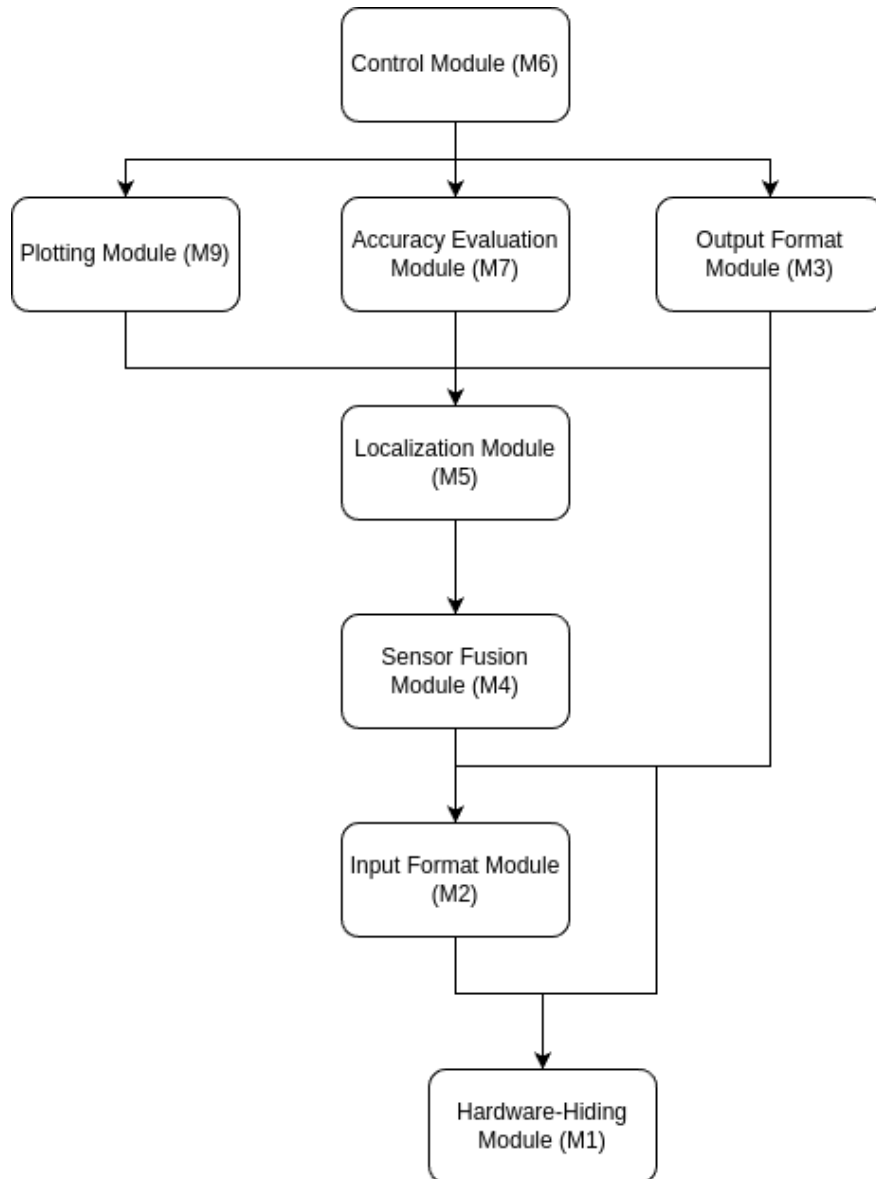 Control Module (M6)
Plotting Module (M9)
Accuracy Evaluation
Module (M7)
Output Format
Module (M3)
Localization Module
(M5)
Sensor Fusion
Module (M4)
Input Format Module
(M2)
Hardware-Hiding
Module (M1)